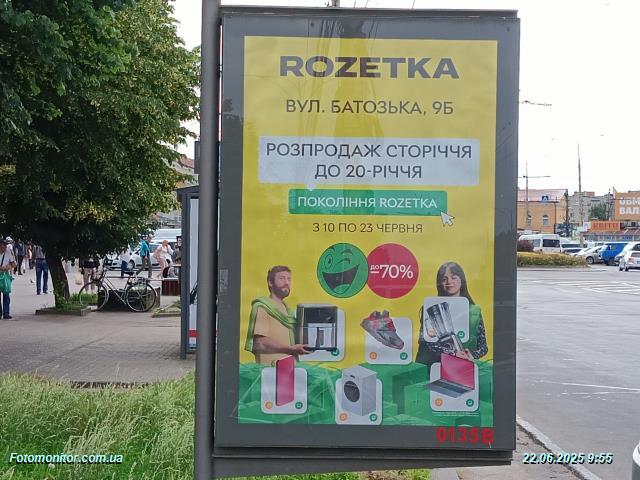 ROZETKA
ВУЛ. БАТОЗЬКА, 9Б
РОЗПРОДАЖ СТОРІЧЧЯ
ДО 20-РІЧЧЯ
ПОКОЛІННЯ ROZETKA
З 10 ПО 23 ЧЕРВНЯ
ДО
–70%
0135B
Fotomonitor.com.ua
22.06.2025 9:55